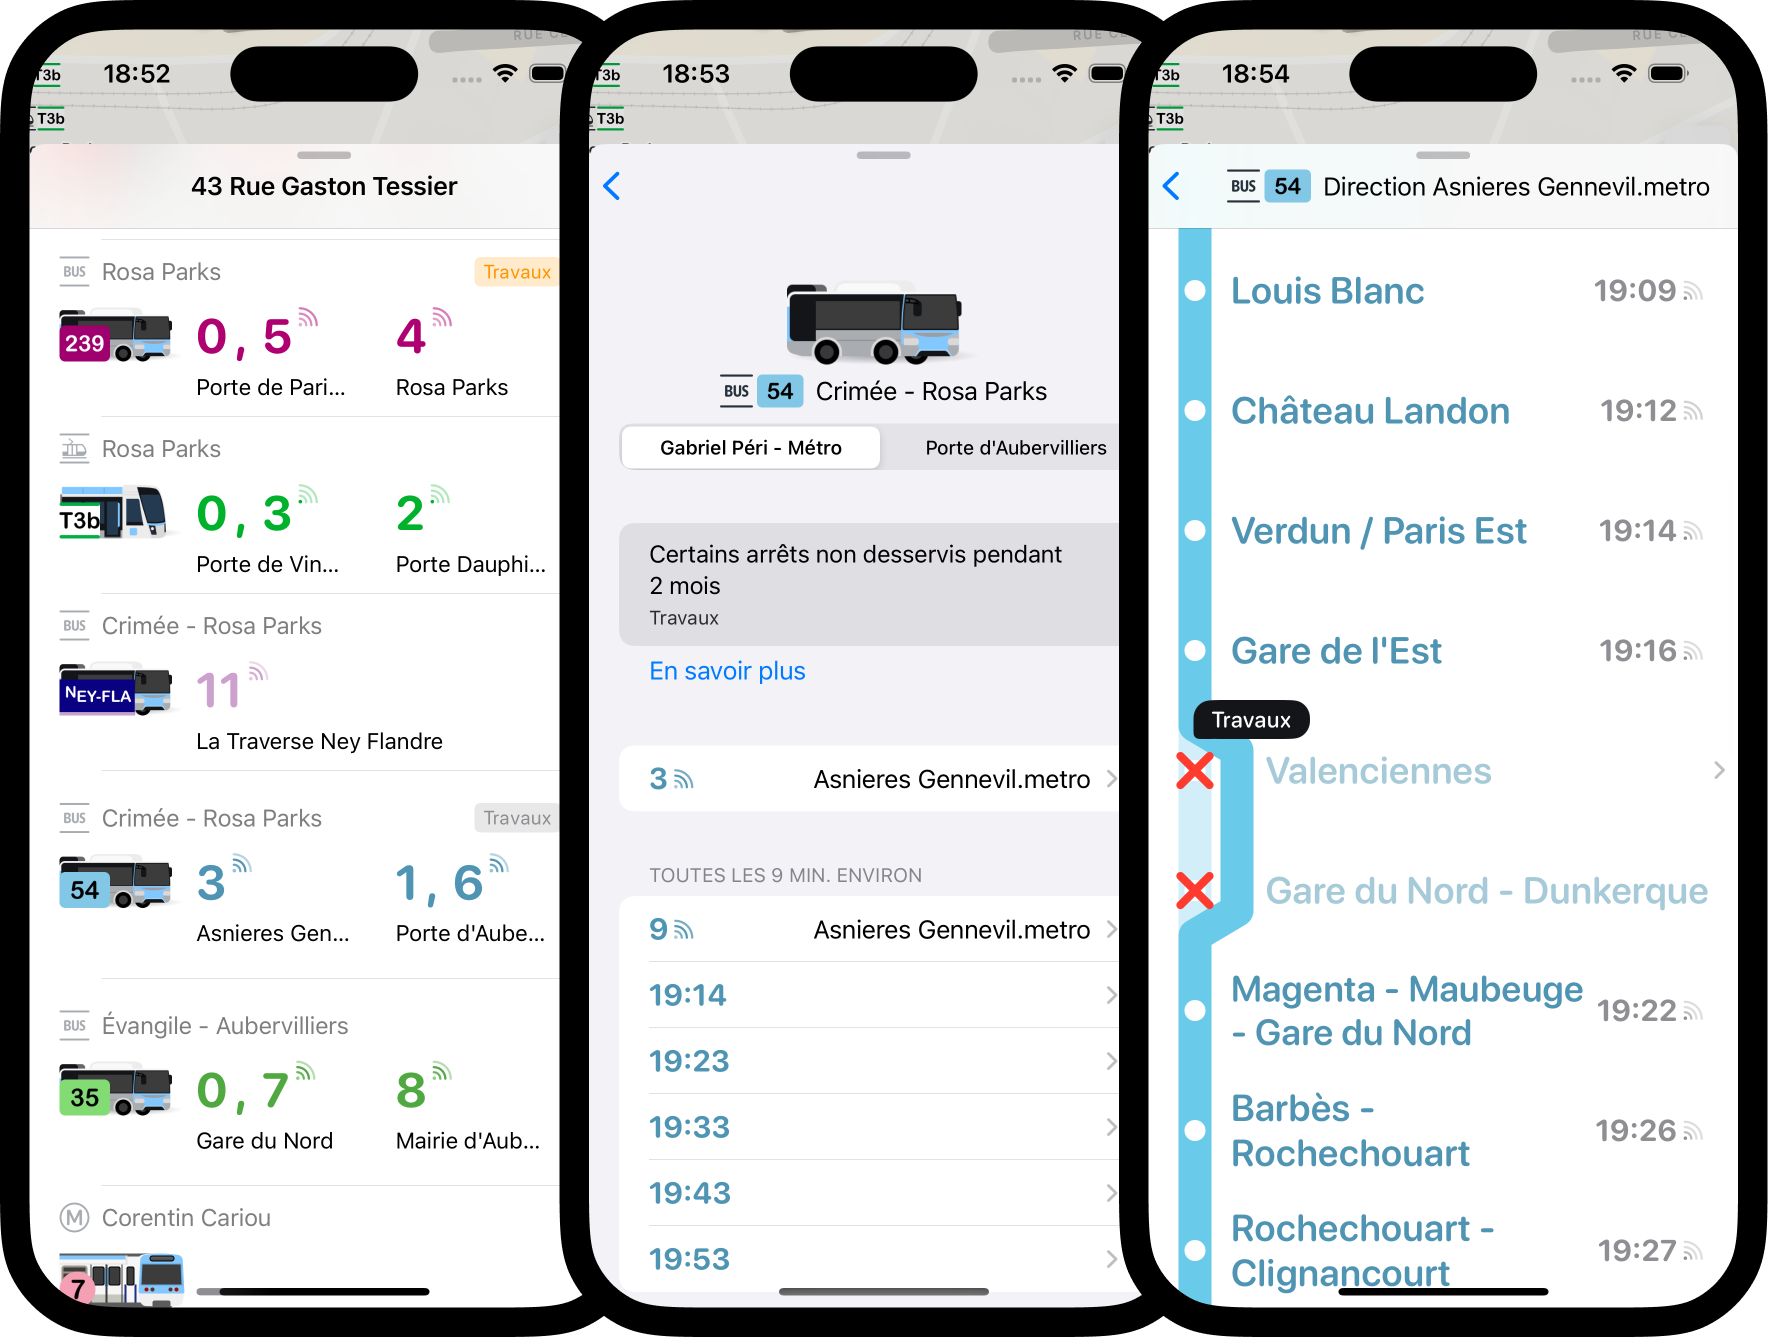 RUE
T3b
18:52
T3b
43 Rue Gaston Tessier
BUS Rosa Parks
Travaux
239
0, 5
4
Porte de Pari...
Rosa Parks
Rosa Parks
T3b
0, 3
2
Porte de Vin...
Porte Dauphi...
BUS Crimée - Rosa Parks
NEY-FLA
11
La Traverse Ney Flandre
BUS Crimée - Rosa Parks
Travaux
54
3
1, 6
Asnieres Gen...
Porte d'Aube...
BUS Évangile - Aubervilliers
35
0, 7
8
Gare du Nord
Mairie d'Aub...
M Corentin Cariou
7
RUE
T3b
18:53
T3b
BUS 54 Crimée - Rosa Parks
Gabriel Péri - Métro
Porte d'Aubervilliers
Certains arrêts non desservis pendant
2 mois
Travaux
En savoir plus
3
Asnieres Gennevil.metro
TOUTES LES 9 MIN. ENVIRON
9
Asnieres Gennevil.metro
19:14
19:23
19:33
19:43
19:53
RUE
T3b
18:54
T3b
BUS 54 Direction Asnieres Gennevil.metro
Louis Blanc
19:09
Château Landon
19:12
Verdun / Paris Est
19:14
Gare de l'Est
19:16
Travaux
Valenciennes
Gare du Nord - Dunkerque
Magenta - Maubeuge
- Gare du Nord
19:22
Barbès -
Rochechouart
19:26
Rochechouart -
Clignancourt
19:27